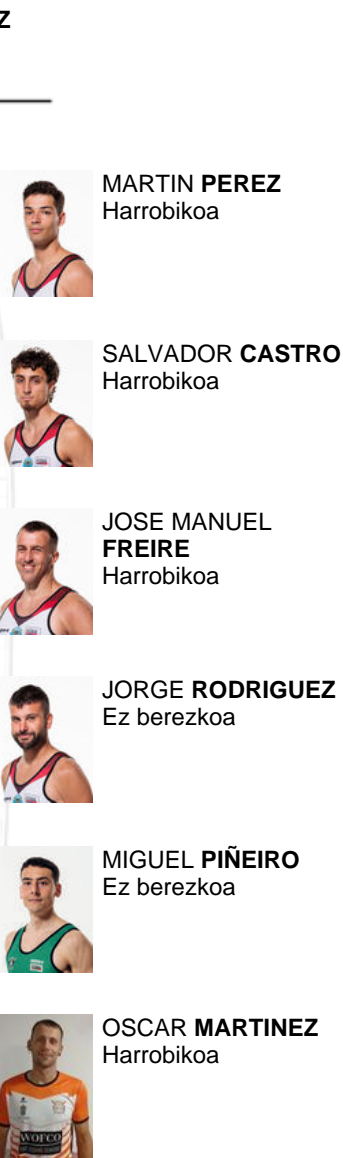 Z
MARTIN PEREZ
Harrobikoa
SALVADOR CASTRO
Harrobikoa
JOSE MANUEL
FREIRE
Harrobikoa
JORGE RODRIGUEZ
Ez berezkoa
MIGUEL PIÑEIRO
Ez berezkoa
OSCAR MARTINEZ
Harrobikoa
WOFCO